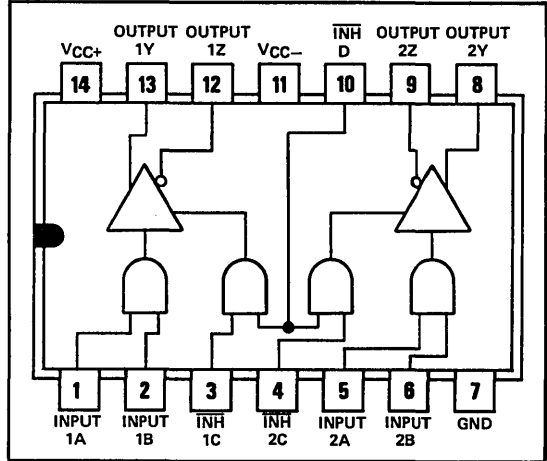 OUTPUT OUTPUT INH OUTPUT OUTPUT
VCC+ 1Y 1Z VCC− D 2Z 2Y
14 13 12 11 10 9 8
1 2 3 4 5 6 7
INPUT INPUT INH INH INPUT INPUT GND
1A 1B 1C 2C 2A 2B